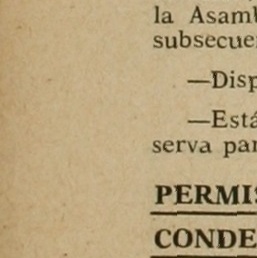 la Asamb
subsecue
—Disp
—Está
serva par
PERMIS
CONDE